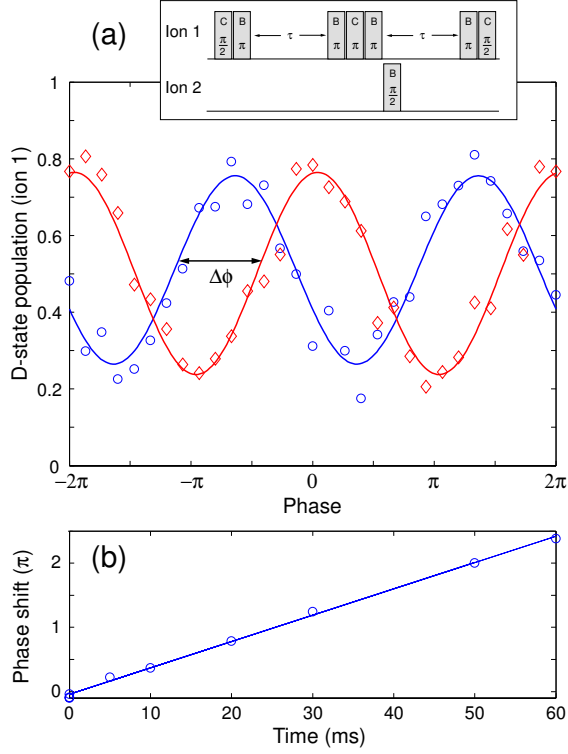 (a)
Ion 1
C π/2
B π
τ
B π
C π
B π
τ
B π
C π/2
Ion 2
B π/2
D-state population (ion 1)
1
0.8
0.6
0.4
0.2
0
Δϕ
−2π −π 0 π 2π
Phase
(b)
Phase shift (π)
2
1
0
0 10 20 30 40 50 60
Time (ms)